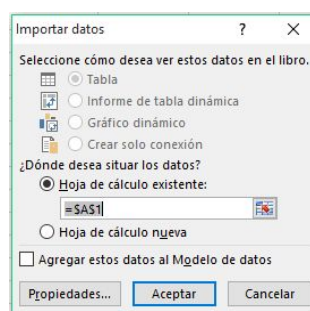 Importar datos ? X
Seleccione cómo desea ver estos datos en el libro.
Tabla
Informe de tabla dinámica
Gráfico dinámico
Crear solo conexión
¿Dónde desea situar los datos?
Hoja de cálculo existente:
=$A$1
Hoja de cálculo nueva
Agregar estos datos al Modelo de datos
Propiedades... Aceptar Cancelar